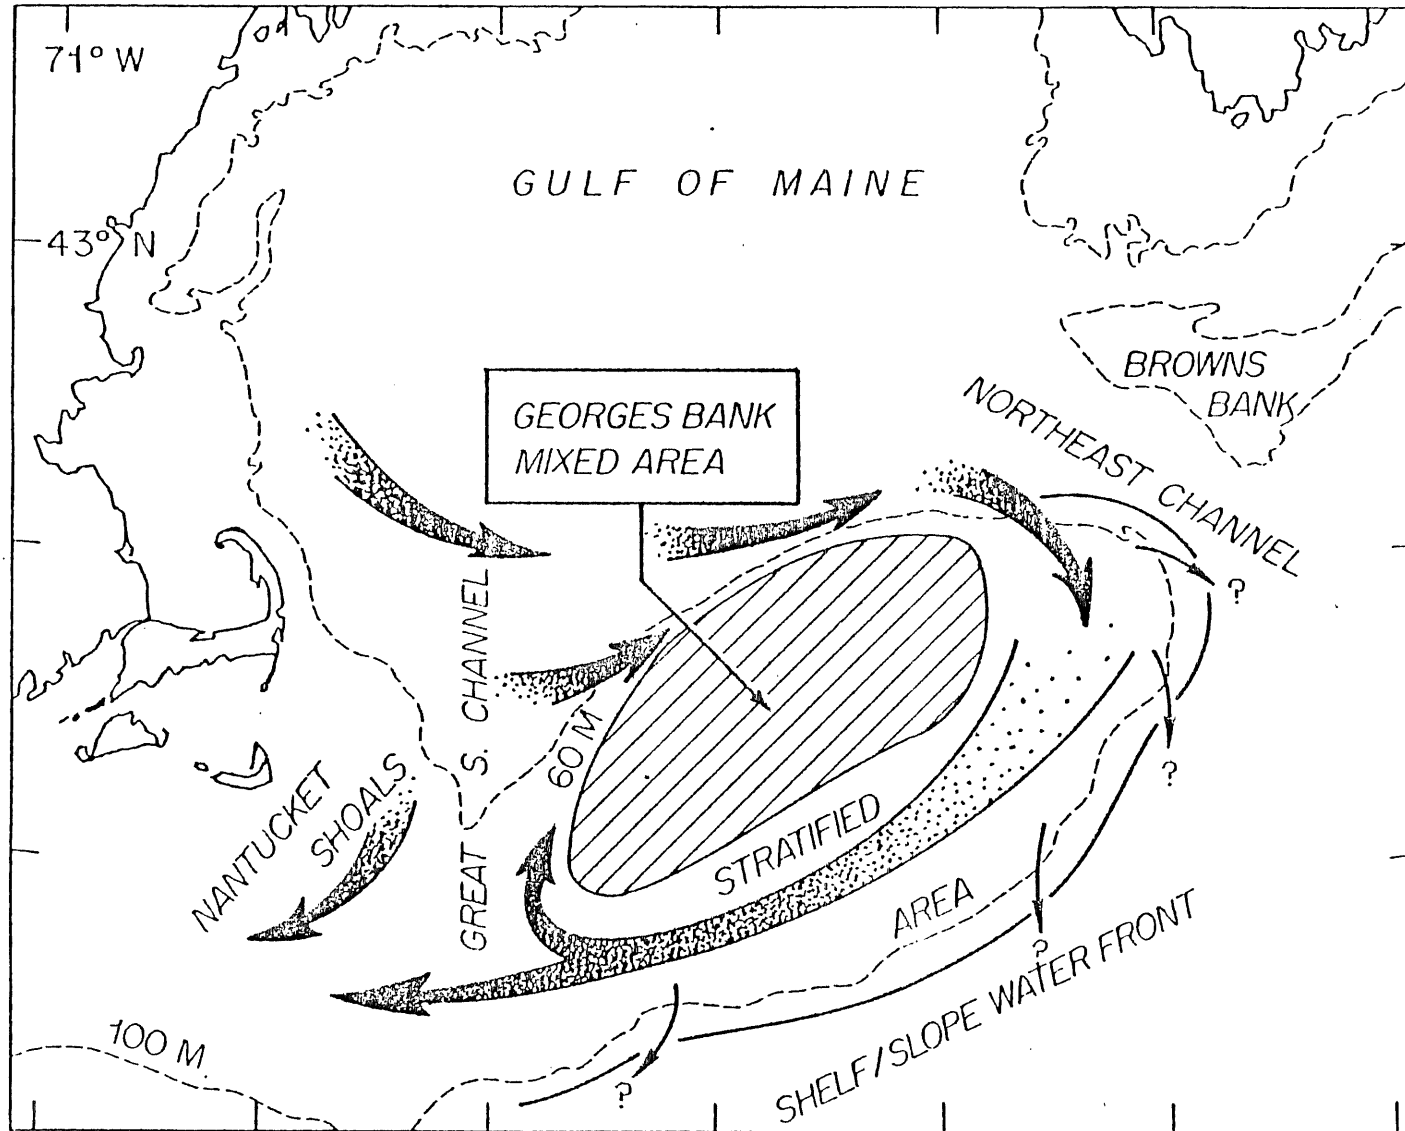 71° W
GULF OF MAINE
43° N
BROWNS
BANK
GEORGES BANK
MIXED AREA
NORTHEAST CHANNEL
?
GREAT S. CHANNEL
60 M
?
NANTUCKET
SHOALS
STRATIFIED
AREA
?
SHELF/SLOPE WATER FRONT
100 M
?